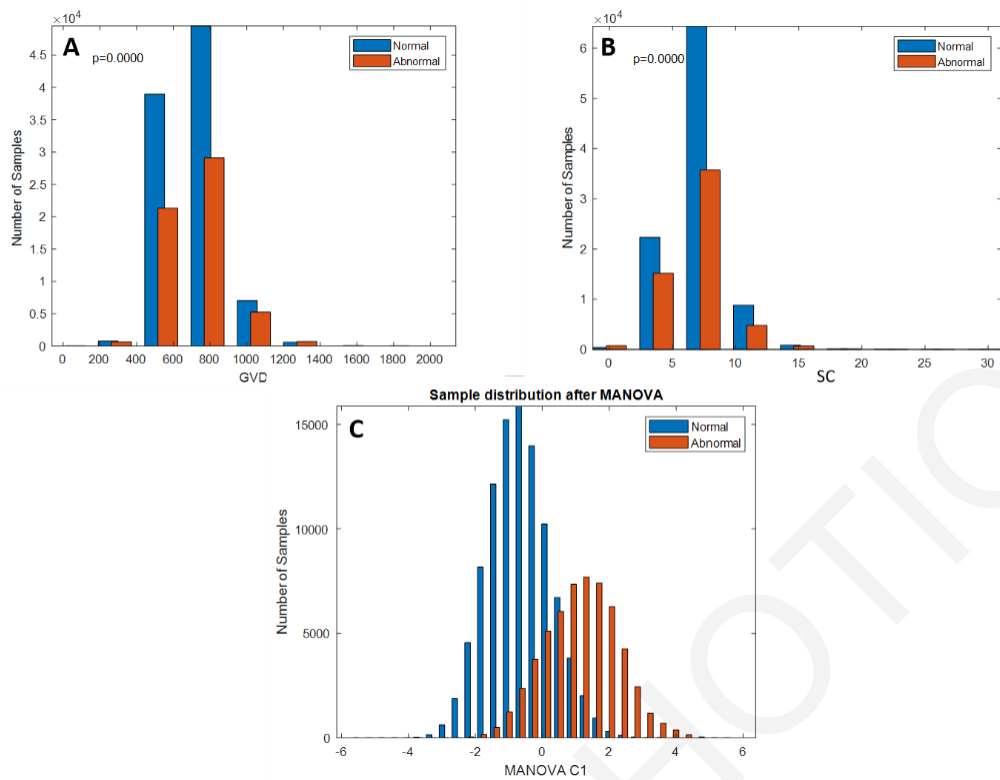 ×10⁴
A
p=0.0000
Normal
Abnormal
Number of Samples
4.5
4
3.5
3
2.5
2
1.5
1
0.5
0
0 200 400 600 800 1000 1200 1400 1600 1800 2000
GVD
×10⁴
B
p=0.0000
Normal
Abnormal
Number of Samples
6
5
4
3
2
1
0
0 5 10 15 20 25 30
SC
Sample distribution after MANOVA
C
Normal
Abnormal
Number of Samples
15000
10000
5000
0
-6 -4 -2 0 2 4 6
MANOVA C1
HOTIC